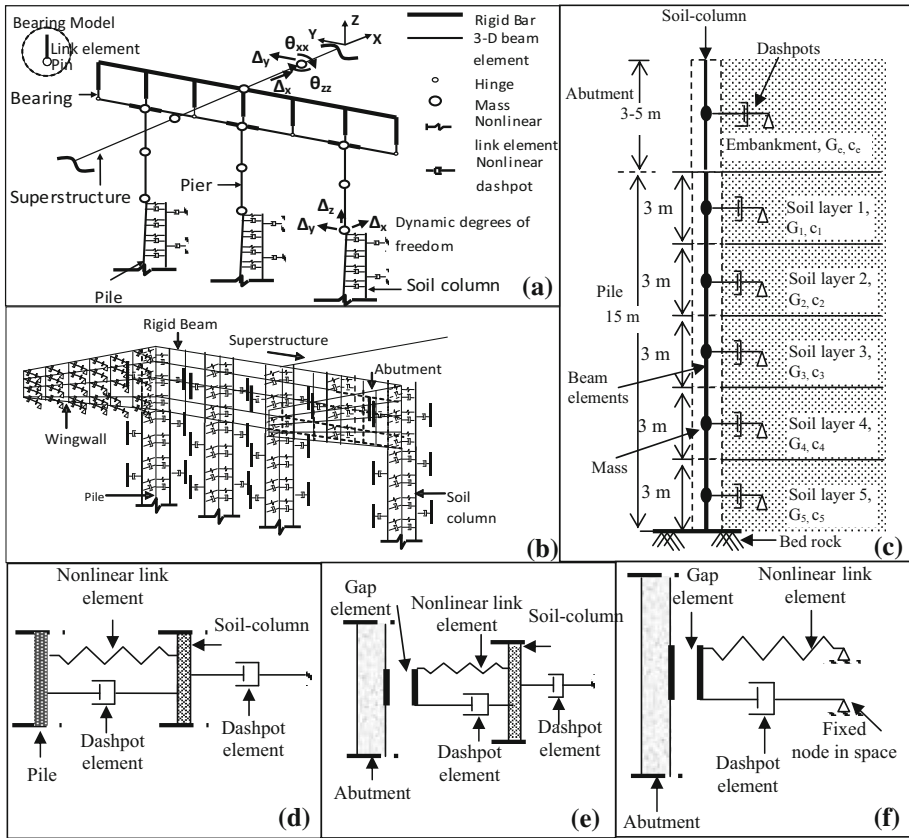 Bearing Model
Link element
Pin
Bearing
Superstructure
Pile
Pier
Δy
θxx
Δx
θzz
Z
Y
X
Δz
Δy
Δx
Dynamic degrees of
freedom
Soil column
Rigid Bar
3-D beam
element
Hinge
Mass
Nonlinear
link element
Nonlinear
dashpot
(a)
Rigid Beam
Superstructure
Abutment
Wingwall
Pile
Soil
column
(b)
Soil-column
Dashpots
Abutment
3-5 m
Embankment, Ge, ce
3 m
Soil layer 1,
G1, c1
3 m
Soil layer 2,
G2, c2
Pile
15 m
3 m
Soil layer 3,
G3, c3
Beam
elements
3 m
Soil layer 4,
G4, c4
Mass
3 m
Soil layer 5,
G5, c5
Bed rock
(c)
Nonlinear link
element
Soil-column
Dashpot
element
Dashpot
element
Pile
(d)
Gap
element
Nonlinear link
element
Soil-column
Dashpot
element
Dashpot
element
Abutment
(e)
Gap
element
Nonlinear link
element
Dashpot
element
Fixed
node in space
Abutment
(f)